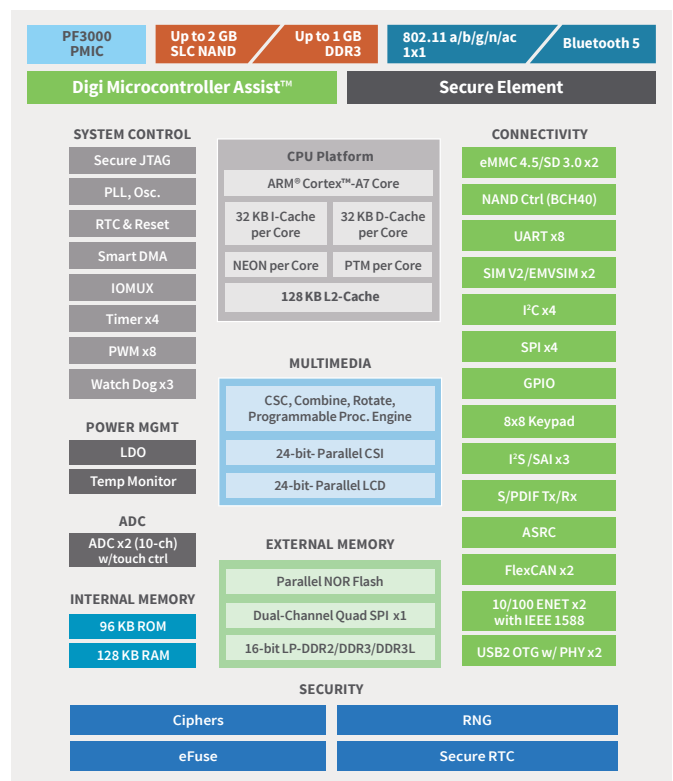 PF3000
PMIC
Up to 2 GB
SLC NAND
Up to 1 GB
DDR3
802.11 a/b/g/n/ac
1x1
Bluetooth 5
Digi Microcontroller Assist™
Secure Element
SYSTEM CONTROL
Secure JTAG
PLL, Osc.
RTC & Reset
Smart DMA
IOMUX
Timer x4
PWM x8
Watch Dog x3
POWER MGMT
LDO
Temp Monitor
ADC
ADC x2 (10-ch)
w/touch ctrl
INTERNAL MEMORY
96 KB ROM
128 KB RAM
CPU Platform
ARM® Cortex™-A7 Core
32 KB I-Cache
per Core
32 KB D-Cache
per Core
NEON per Core
PTM per Core
128 KB L2-Cache
MULTIMEDIA
CSC, Combine, Rotate,
Programmable Proc. Engine
24-bit- Parallel CSI
24-bit- Parallel LCD
EXTERNAL MEMORY
Parallel NOR Flash
Dual-Channel Quad SPI x1
16-bit LP-DDR2/DDR3/DDR3L
CONNECTIVITY
eMMC 4.5/SD 3.0 x2
NAND Ctrl (BCH40)
UART x8
SIM V2/EMVSIM x2
I²C x4
SPI x4
GPIO
8x8 Keypad
I²S /SAI x3
S/PDIF Tx/Rx
ASRC
FlexCAN x2
10/100 ENET x2
with IEEE 1588
USB2 OTG w/ PHY x2
SECURITY
Ciphers
RNG
eFuse
Secure RTC